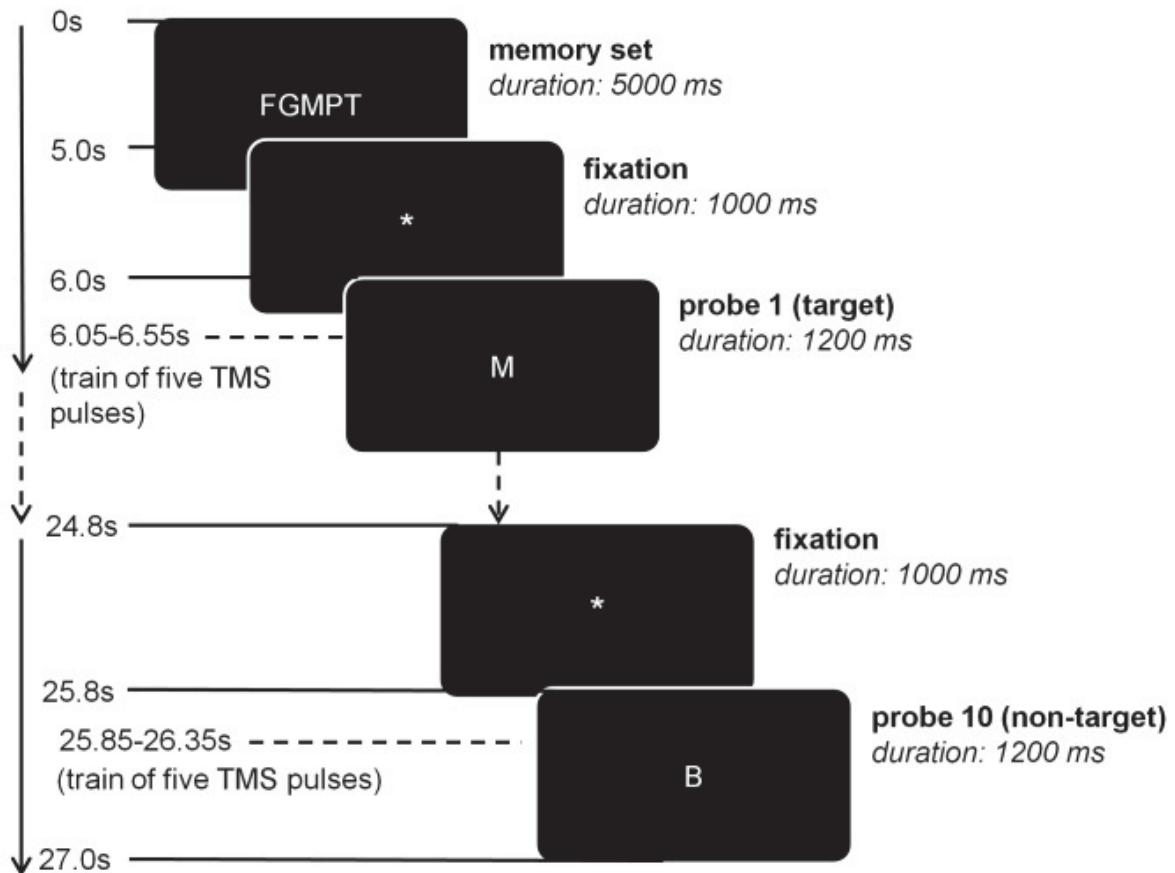 0s
memory set
duration: 5000 ms
FGMPT
5.0s
fixation
duration: 1000 ms
*
6.0s
probe 1 (target)
duration: 1200 ms
6.05-6.55s
(train of five TMS
pulses)
M
24.8s
fixation
duration: 1000 ms
*
25.8s
probe 10 (non-target)
duration: 1200 ms
25.85-26.35s
(train of five TMS pulses)
B
27.0s